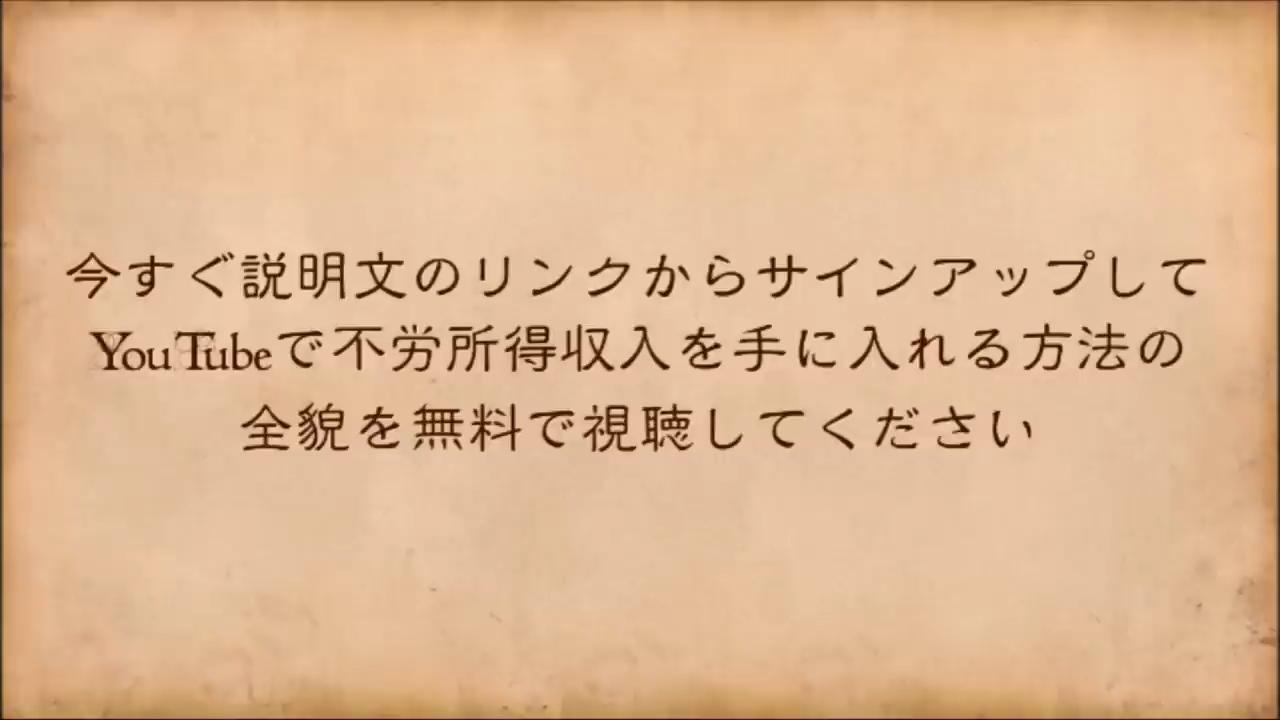 今すぐ説明文のリンクからサインアップして
YouTubeで不労所得収入を手に入れる方法の
全貌を無料で視聴してください